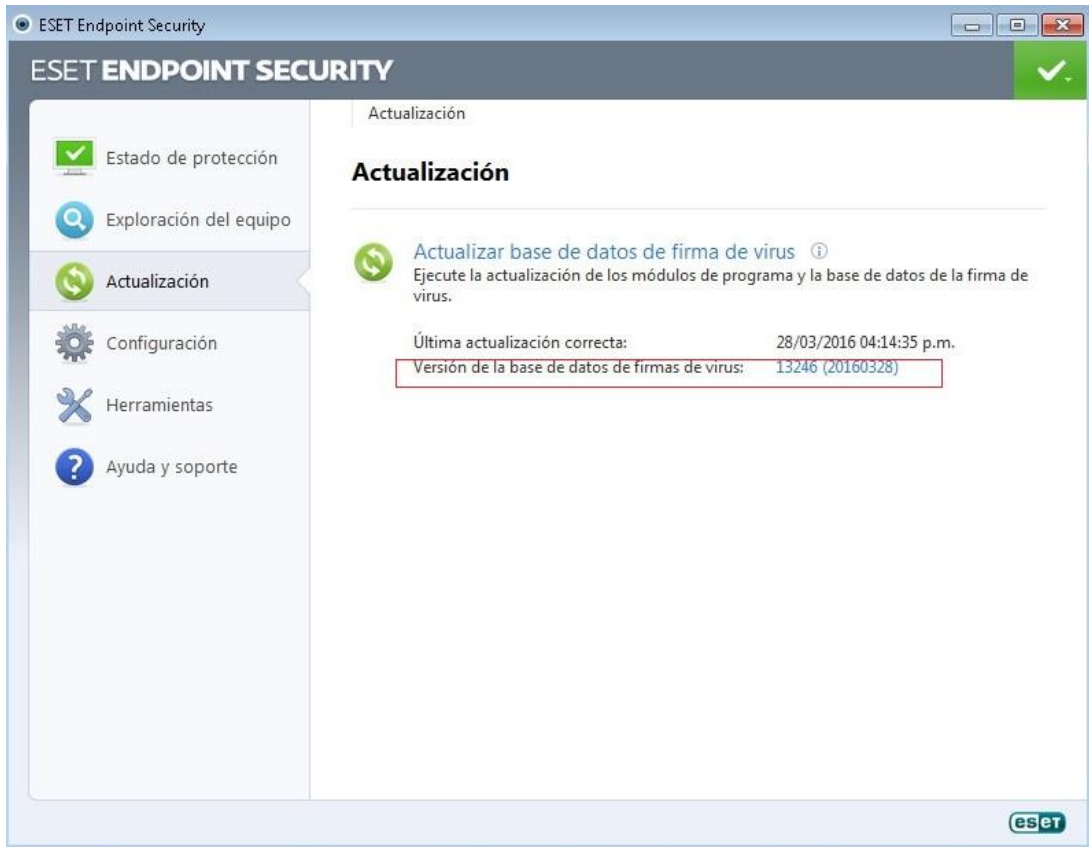 ESET Endpoint Security
ESET ENDPOINT SECURITY
Estado de protección
Exploración del equipo
Actualización
Configuración
Herramientas
Ayuda y soporte
Actualización
Actualización
Actualizar base de datos de firma de virus
Ejecute la actualización de los módulos de programa y la base de datos de la firma de
virus.
Última actualización correcta: 28/03/2016 04:14:35 p.m.
Versión de la base de datos de firmas de virus: 13246 (20160328)
eset